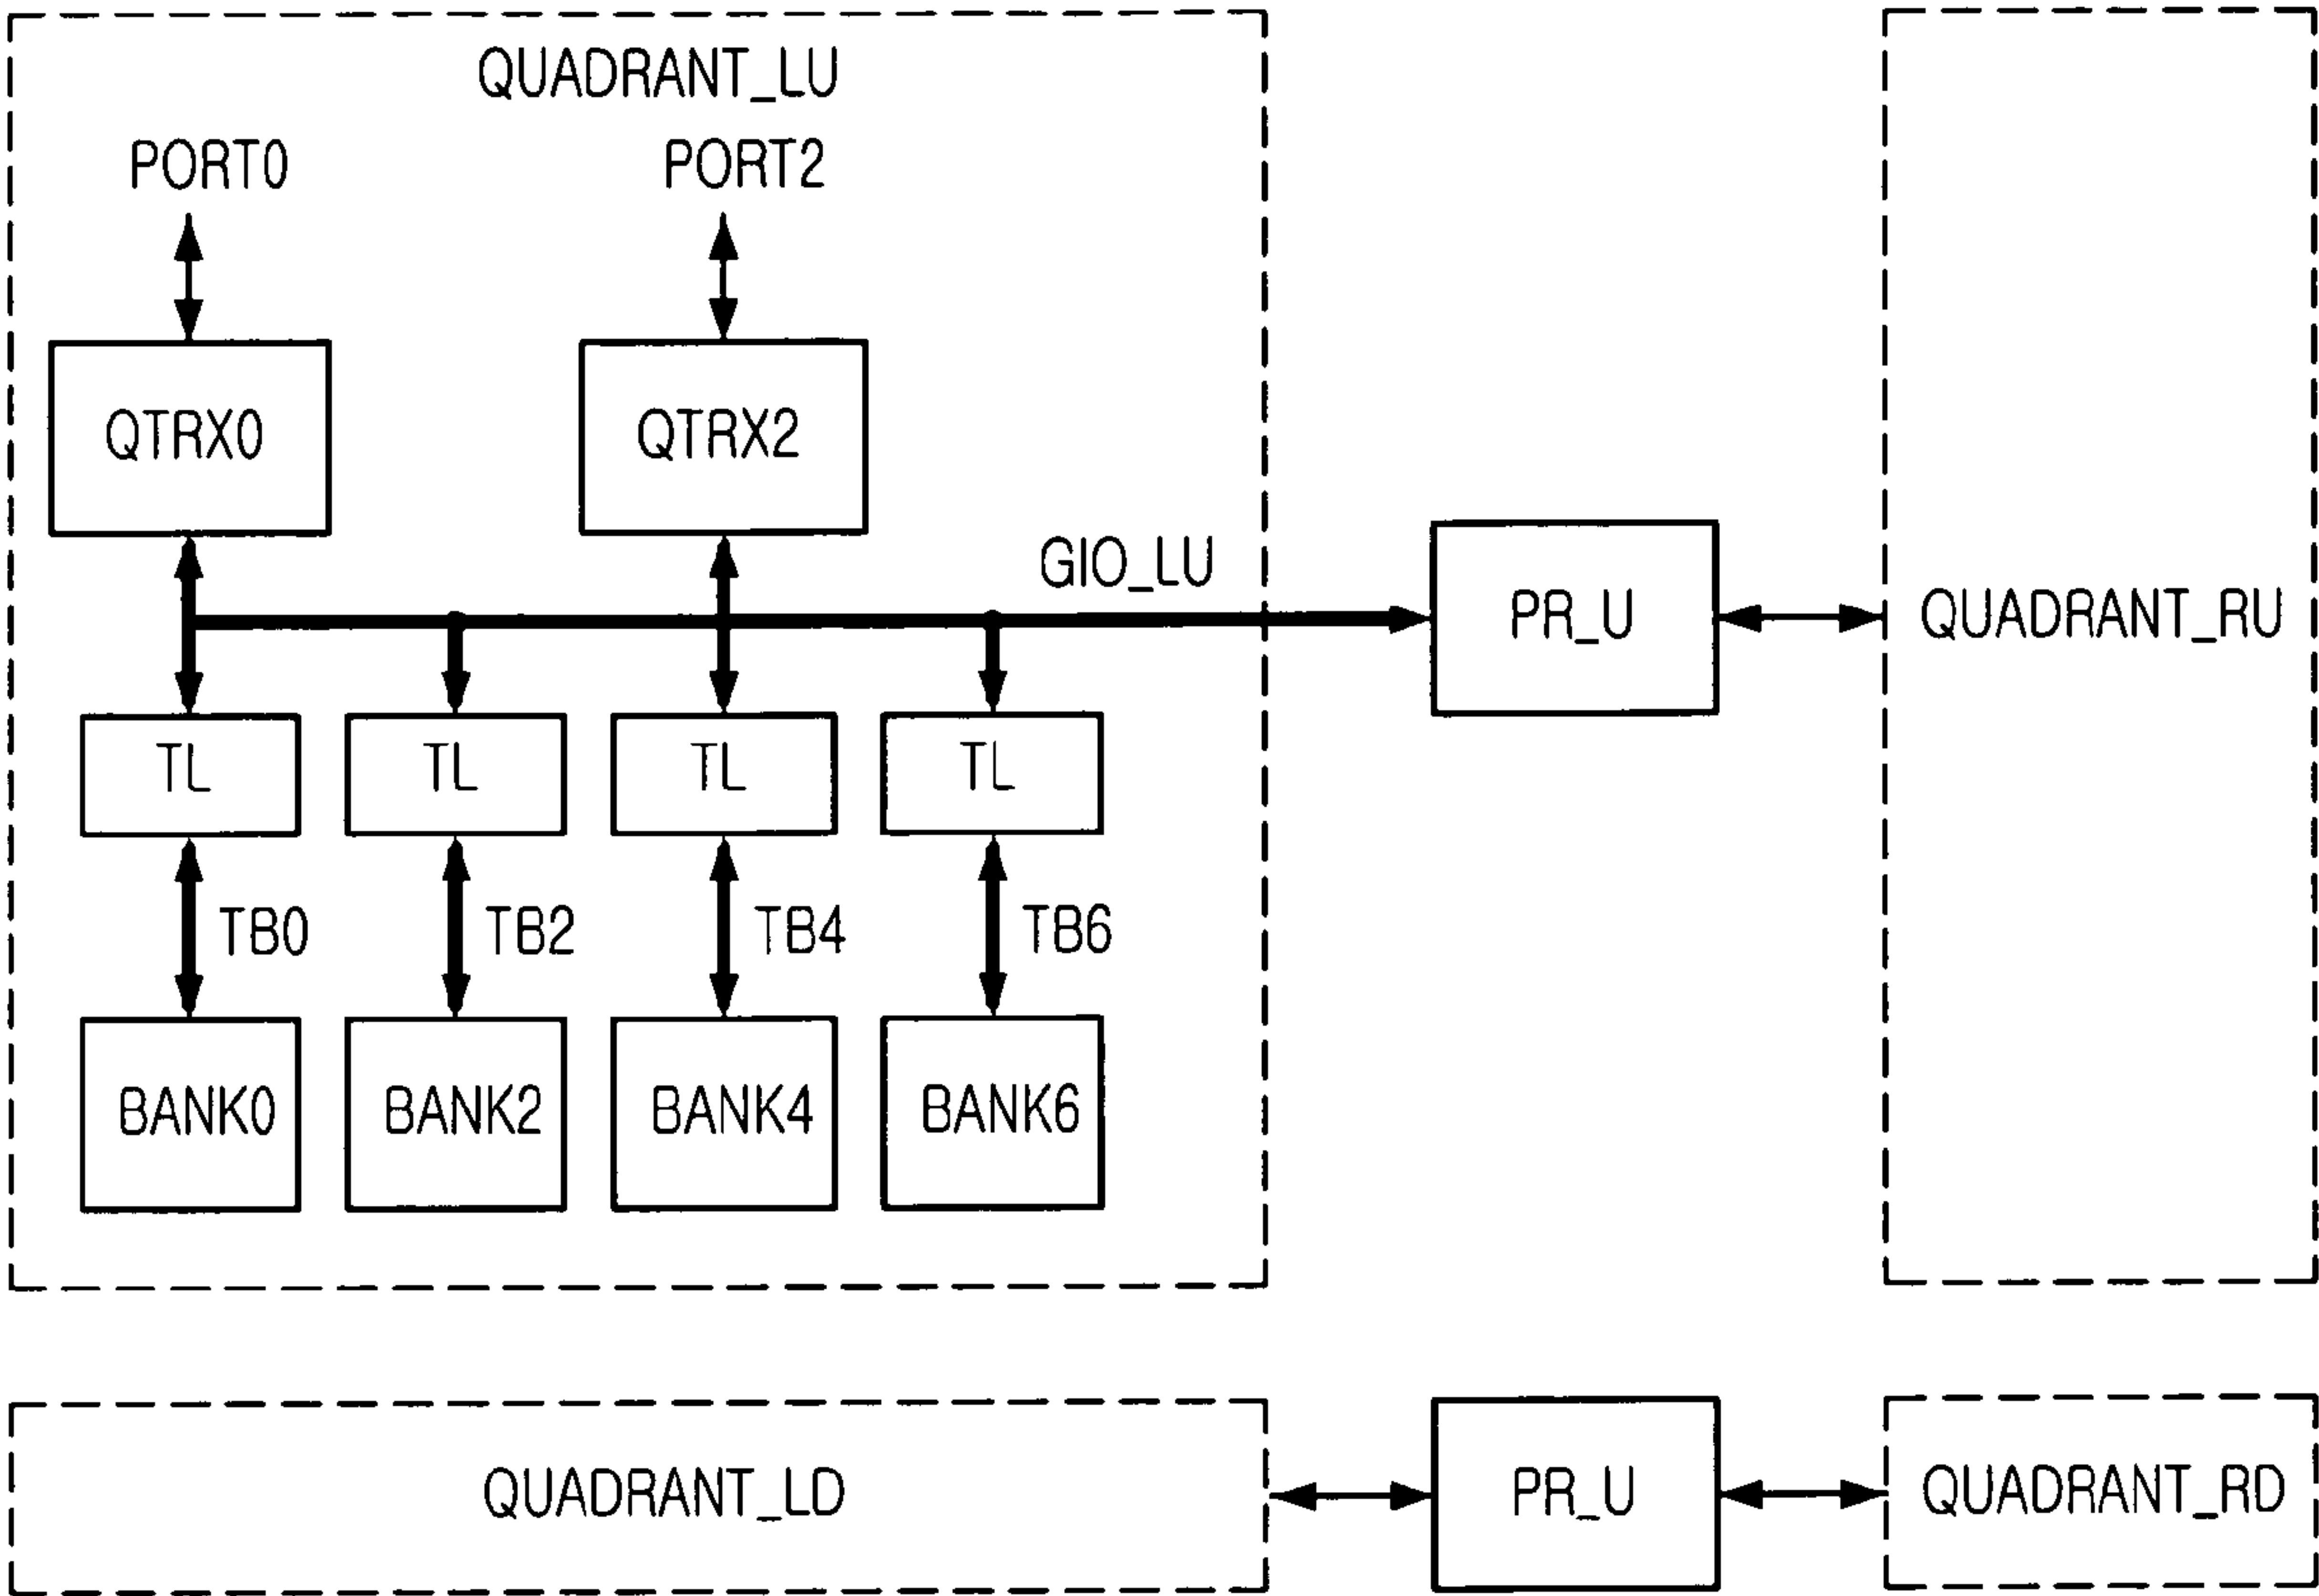 QUADRANT_LU
PORT0 PORT2
QTRX0 QTRX2
GIO_LU
PR_U QUADRANT_RU
TL TL TL TL
TB0 TB2 TB4 TB6
BANK0 BANK2 BANK4 BANK6
QUADRANT_LD PR_U QUADRANT_RD